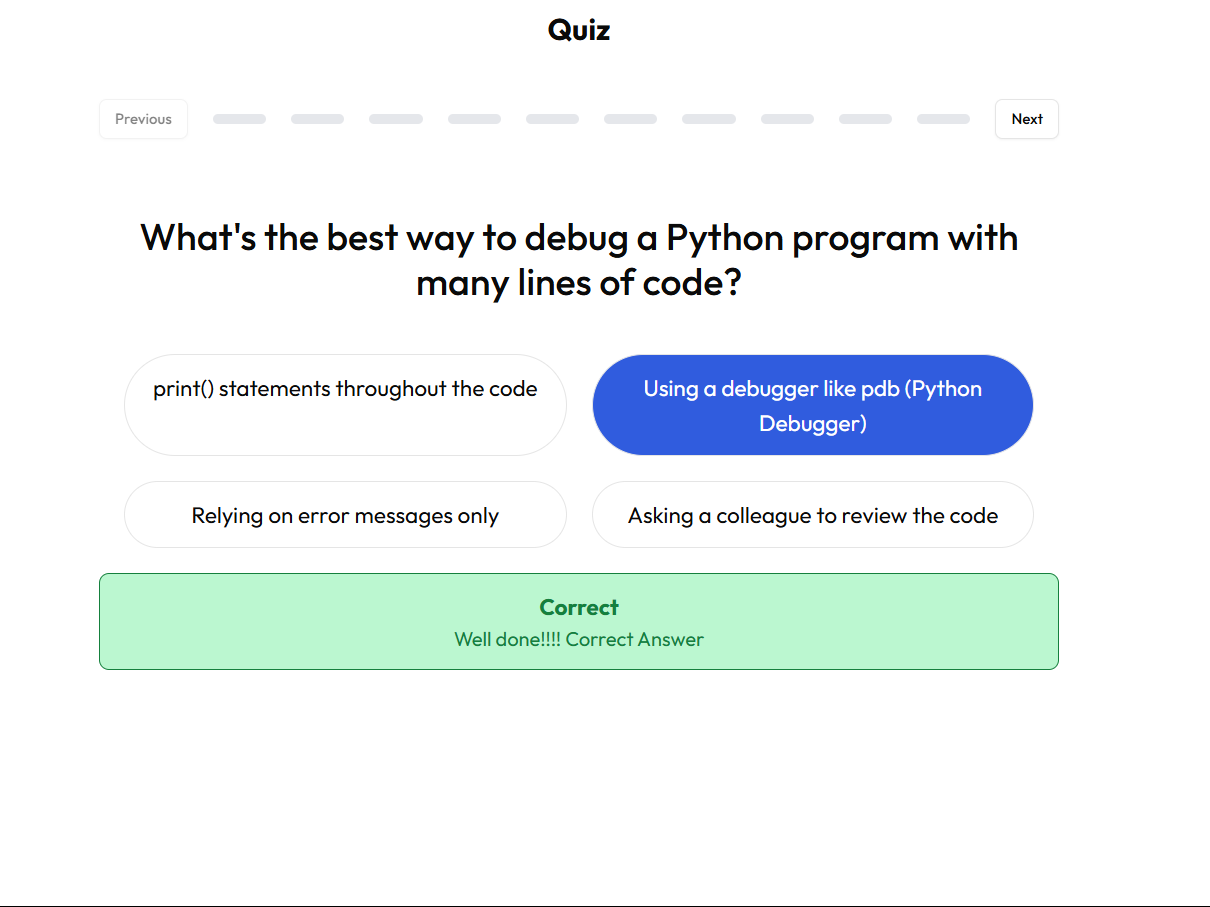 Quiz
Previous
Next
What's the best way to debug a Python program with
many lines of code?
print() statements throughout the code
Using a debugger like pdb (Python
Debugger)
Relying on error messages only
Asking a colleague to review the code
Correct
Well done!!!! Correct Answer